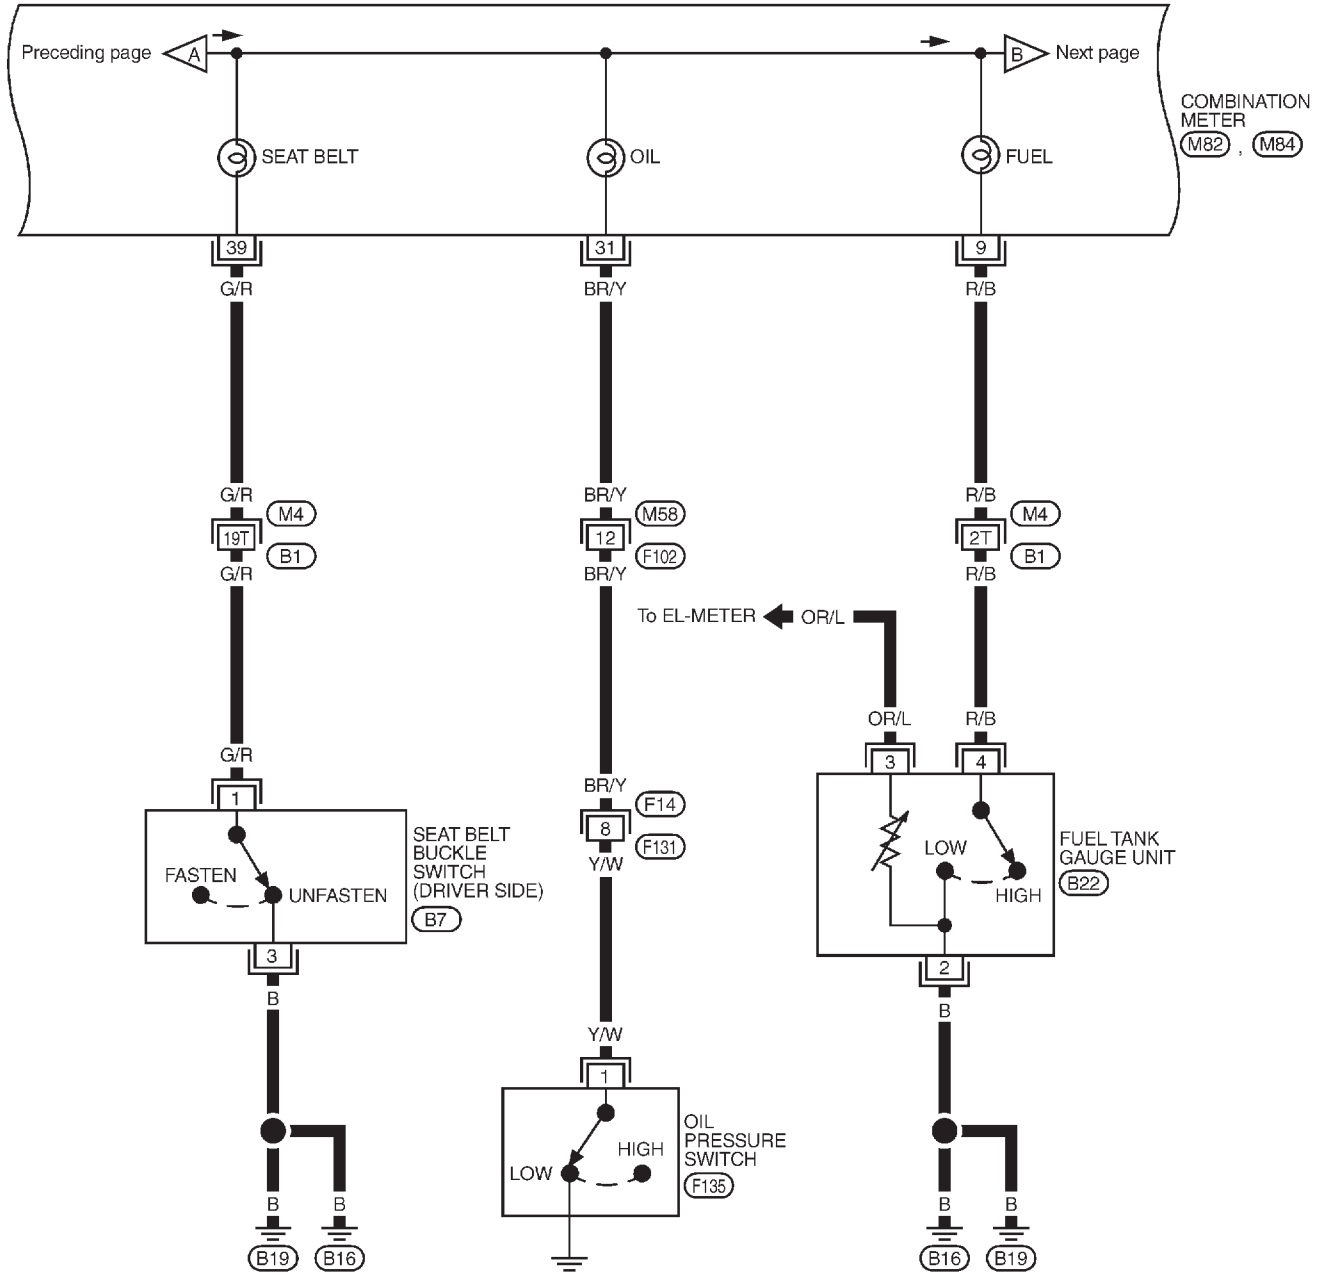 Preceding page
A
B
Next page
COMBINATION
METER
M82 , M84
SEAT BELT
OIL
FUEL
39
31
9
G/R
BR/Y
R/B
G/R
BR/Y
R/B
M4
M58
M4
19T
12
2T
B1
F102
B1
G/R
BR/Y
R/B
To EL-METER
OR/L
OR/L
R/B
G/R
3
4
BR/Y
1
F14
8
F131
Y/W
SEAT BELT
BUCKLE
SWITCH
(DRIVER SIDE)
B7
FASTEN
UNFASTEN
LOW
HIGH
FUEL TANK
GAUGE UNIT
B22
3
2
B
B
Y/W
1
OIL
PRESSURE
SWITCH
F135
HIGH
LOW
B
B
B
B
B19
B16
B16
B19